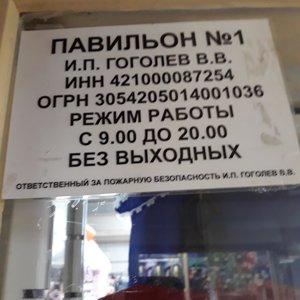 ПАВИЛЬОН №1
И.П. ГОГОЛЕВ В.В.
ИНН 421000087254
ОГРН 3054205014001036
РЕЖИМ РАБОТЫ
С 9.00 ДО 20.00
БЕЗ ВЫХОДНЫХ
ОТВЕТСТВЕННЫЙ ЗА ПОЖАРНУЮ БЕЗОПАСНОСТЬ И.П. ГОГОЛЕВ В.В.